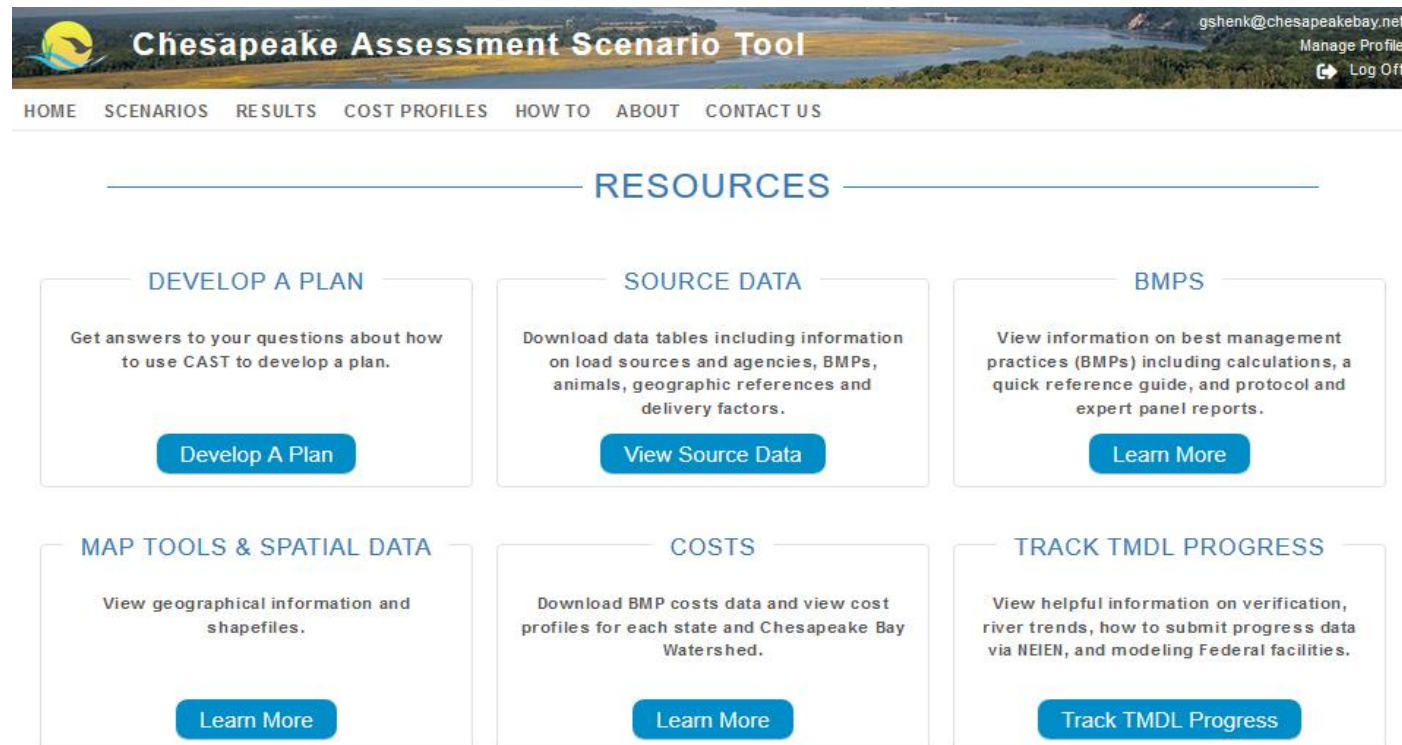 gshenk@chesapeakebay.net
Chesapeake Assessment Scenario Tool
Manage Profile
Log Off
HOME SCENARIOS RESULTS COST PROFILES HOW TO ABOUT CONTACT US
RESOURCES
DEVELOP A PLAN
Get answers to your questions about how
to use CAST to develop a plan.
Develop A Plan
SOURCE DATA
Download data tables including information
on load sources and agencies, BMPs,
animals, geographic references and
delivery factors.
View Source Data
BMPS
View information on best management
practices (BMPs) including calculations, a
quick reference guide, and protocol and
expert panel reports.
Learn More
MAP TOOLS & SPATIAL DATA
View geographical information and
shapefiles.
Learn More
COSTS
Download BMP costs data and view cost
profiles for each state and Chesapeake Bay
Watershed.
Learn More
TRACK TMDL PROGRESS
View helpful information on verification,
river trends, how to submit progress data
via NEIEN, and modeling Federal facilities.
Track TMDL Progress